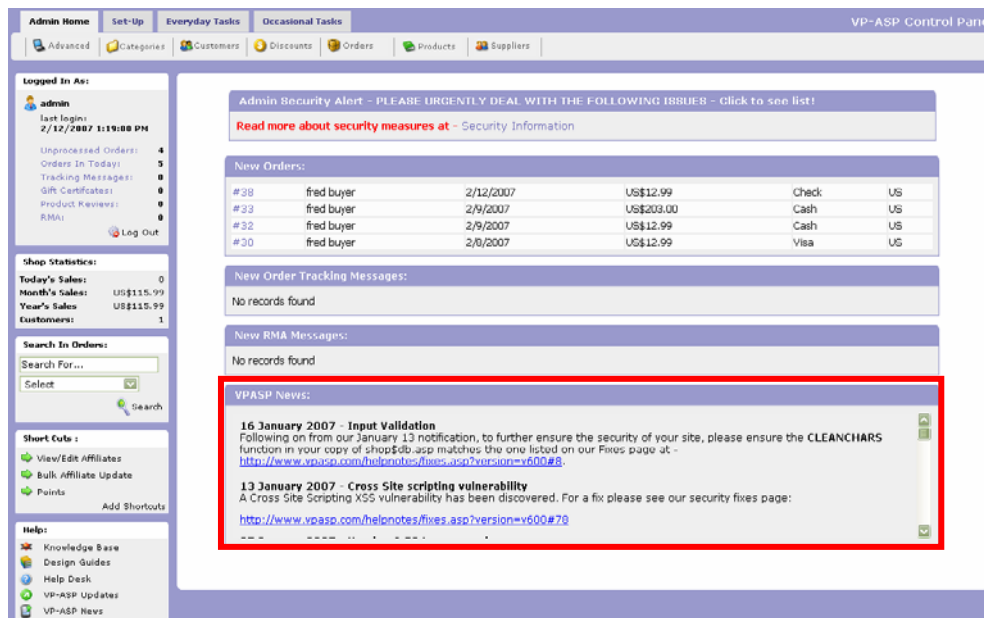 Admin Home Set-Up Everyday Tasks Occasional Tasks VP-ASP Control Pane
Advanced Categories Customers Discounts Orders Products Suppliers
Logged In As:
admin
last login:
2/12/2007 1:19:00 PM
Unprocessed Orders: 4
Orders In Today: 5
Tracking Messages: 0
Gift Certifcates: 0
Product Reviews: 0
RMA: 0
Log Out
Shop Statistics:
Today's Sales: 0
Month's Sales: US$115.99
Year's Sales US$115.99
Customers: 1
Search In Orders:
Search For...
Select
Search
Short Cuts :
View/Edit Affiliates
Bulk Affiliate Update
Points
Add Shortcuts
Help:
Knowledge Base
Design Guides
Help Desk
VP-ASP Updates
VP-ASP News
Admin Security Alert - PLEASE URGENTLY DEAL WITH THE FOLLOWING ISSUES - Click to see list!
Read more about security measures at - Security Information
New Orders:
#38 fred buyer 2/12/2007 US$12.99 Check US
#33 fred buyer 2/9/2007 US$203.00 Cash US
#32 fred buyer 2/9/2007 US$12.99 Cash US
#30 fred buyer US$12.99 Visa US
New Order Tracking Messages:
No records found
New RMA Messages:
No records found
VPASP News:
16 January 2007 - Input Validation
Following on from our January 13 notification, to further ensure the security of your site, please ensure the CLEANCHARS
function in your copy of shop$db.asp matches the one listed on our Fixes page at -
http://www.vpasp.com/helpnotes/fixes.asp?version=v600#8.
13 January 2007 - Cross Site scripting vulnerability
A Cross Site Scripting XSS vulnerability has been discovered. For a fix please see our security fixes page:
http://www.vpasp.com/helpnotes/fixes.asp?version=v600#78